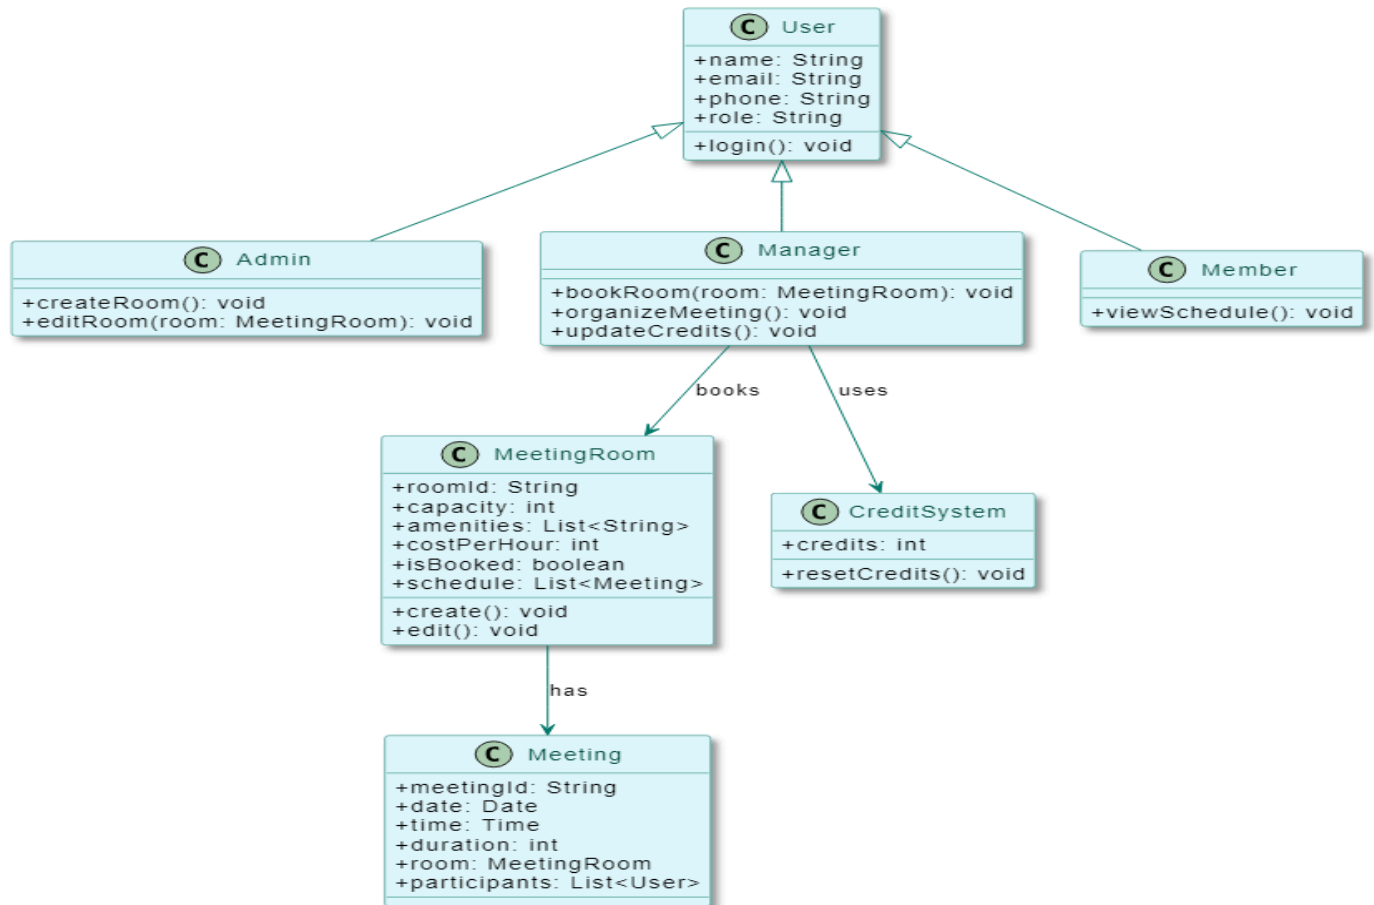 C User
+name: String
+email: String
+phone: String
+role: String
+login(): void
C Admin
+createRoom(): void
+editRoom(room: MeetingRoom): void
C Manager
+bookRoom(room: MeetingRoom): void
+organizeMeeting(): void
+updateCredits(): void
C Member
+viewSchedule(): void
books
uses
C MeetingRoom
+roomId: String
+capacity: int
+amenities: List<String>
+costPerHour: int
+isBooked: boolean
+schedule: List<Meeting>
+create(): void
+edit(): void
C CreditSystem
+credits: int
+resetCredits(): void
has
C Meeting
+meetingId: String
+date: Date
+time: Time
+duration: int
+room: MeetingRoom
+participants: List<User>